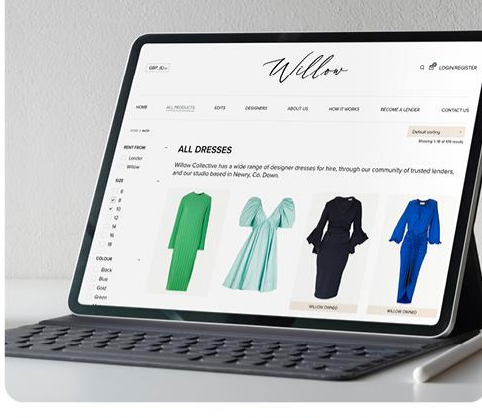 Willow
GBP, £
LOGIN/REGISTER
HOME
ALL PRODUCTS
EDITS
DESIGNERS
ABOUT US
HOW IT WORKS
BECOME A LENDER
CONTACT US
HOME / SHOP
Default sorting
ALL DRESSES
Willow Collective has a wide range of designer dresses for hire, through our community of trusted lenders,
and our studio based in Newry, Co. Down.
RENT FROM
Lender
Willow
SIZE
6
8
10
12
14
16
18
COLOUR
Black
Blue
Gold
Green
WILLOW OWNED
WILLOW OWNED